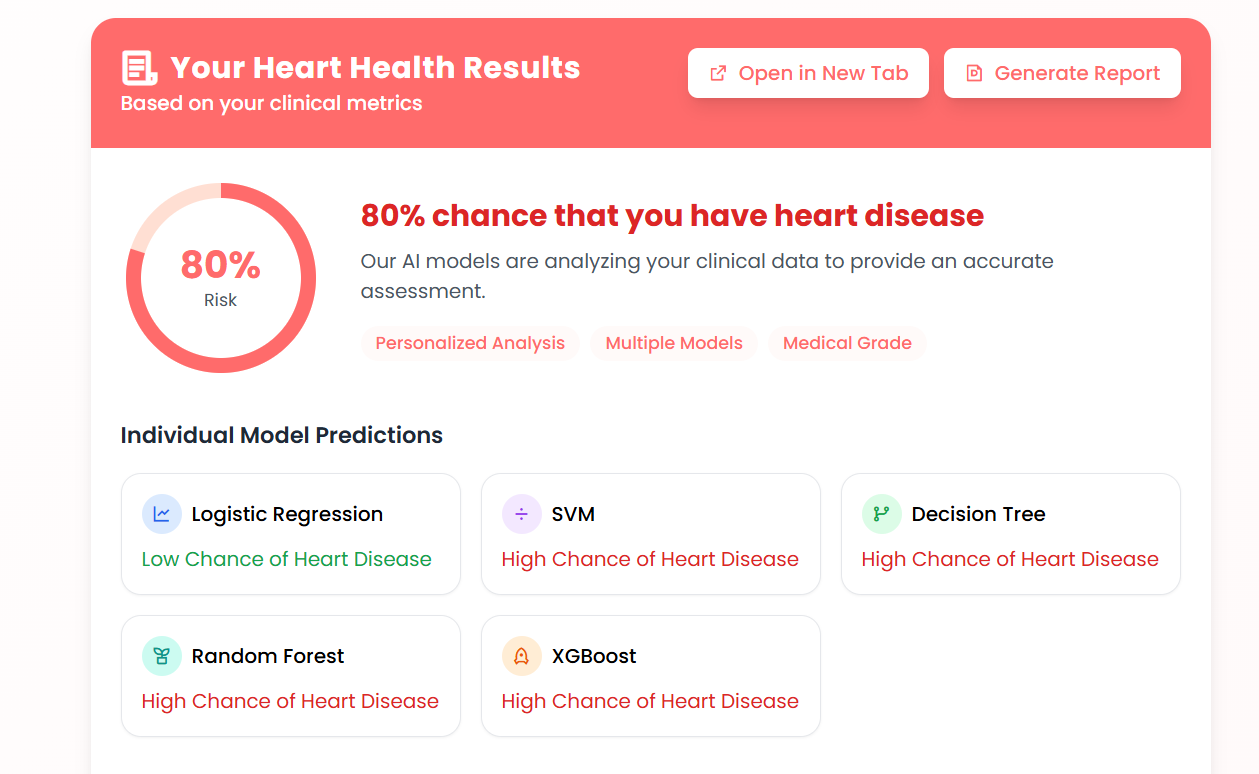 Your Heart Health Results
Based on your clinical metrics
Open in New Tab
Generate Report
80%
Risk
80% chance that you have heart disease
Our AI models are analyzing your clinical data to provide an accurate
assessment.
Personalized Analysis
Multiple Models
Medical Grade
Individual Model Predictions
Logistic Regression
Low Chance of Heart Disease
SVM
High Chance of Heart Disease
Decision Tree
High Chance of Heart Disease
Random Forest
High Chance of Heart Disease
XGBoost
High Chance of Heart Disease